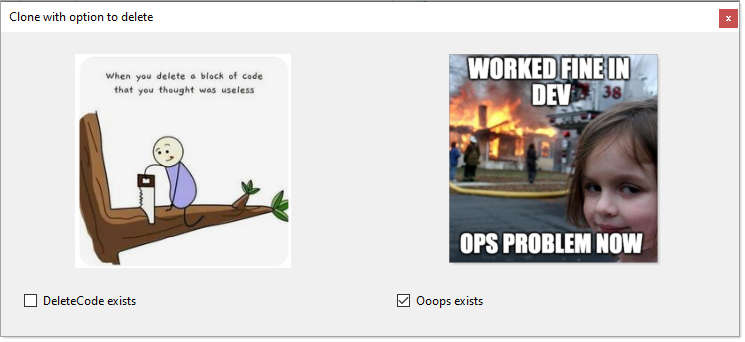 Clone with option to delete
x
When you delete a block of code
that you thought was useless
WORKED FINE IN
DEV
38
OPS PROBLEM NOW
DeleteCode exists
Ooops exists